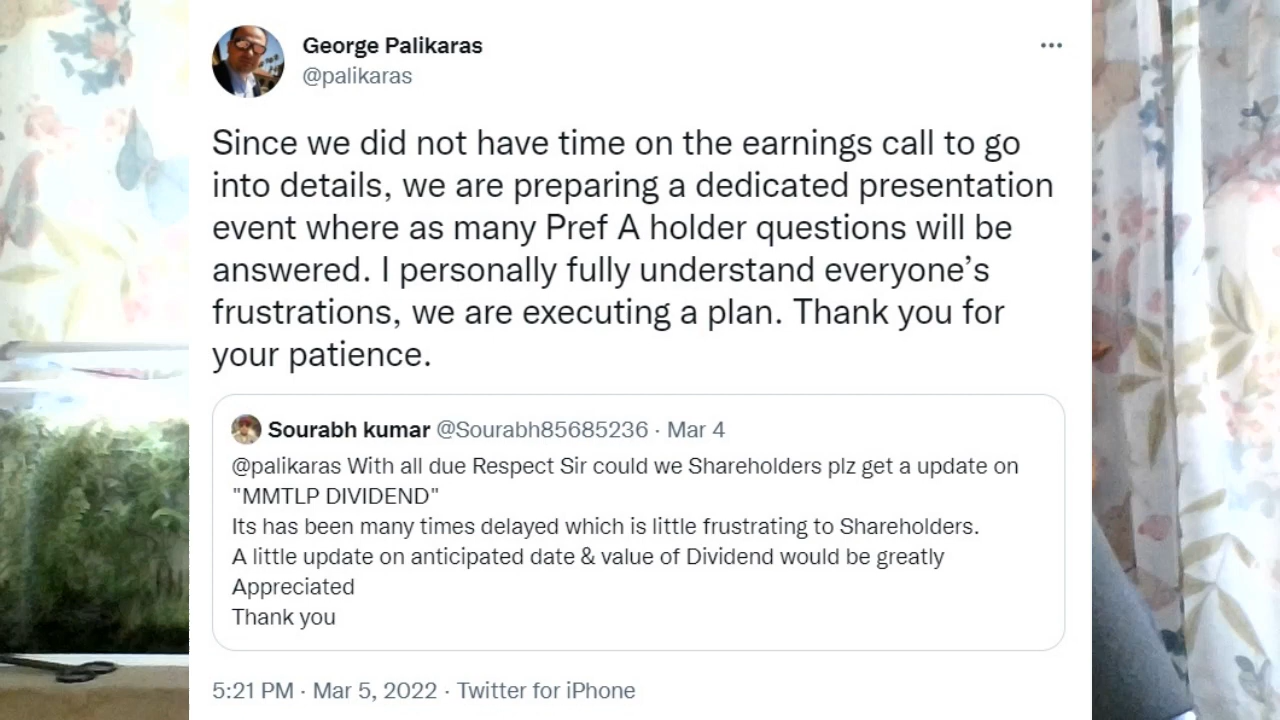 George Palikaras
@palikaras
Since we did not have time on the earnings call to go
into details, we are preparing a dedicated presentation
event where as many Pref A holder questions will be
answered. I personally fully understand everyone’s
frustrations, we are executing a plan. Thank you for
your patience.
Sourabh kumar @Sourabh85685236 · Mar 4
@palikaras With all due Respect Sir could we Shareholders plz get a update on
"MMTLP DIVIDEND"
Its has been many times delayed which is little frustrating to Shareholders.
A little update on anticipated date & value of Dividend would be greatly
Appreciated
Thank you
5:21 PM · Mar 5, 2022 · Twitter for iPhone